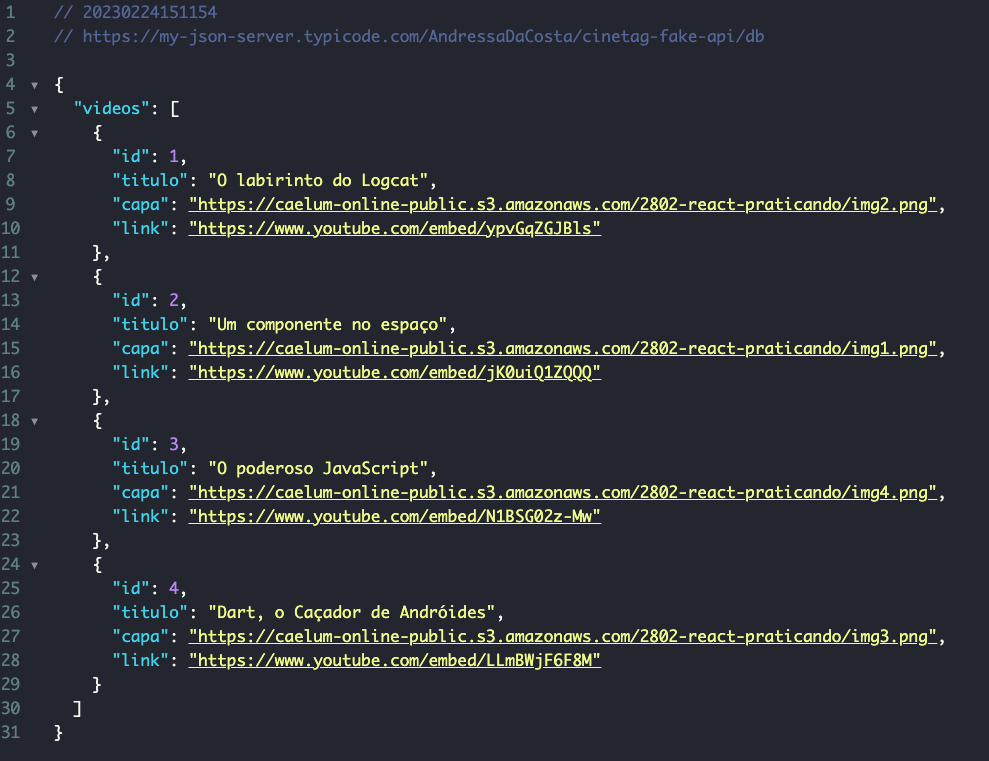 1 // 20230224151154
2 // https://my-json-server.typicode.com/AndressaDaCosta/cinetag-fake-api/db
3
4 {
5 "videos": [
6 {
7 "id": 1,
8 "titulo": "O labirinto do Logcat",
9 "capa": "https://caelum-online-public.s3.amazonaws.com/2802-react-praticando/img2.png",
10 "link": "https://www.youtube.com/embed/ypvGqZGJBls"
11 },
12 {
13 "id": 2,
14 "titulo": "Um componente no espaço",
15 "capa": "https://caelum-online-public.s3.amazonaws.com/2802-react-praticando/img1.png",
16 "link": "https://www.youtube.com/embed/jK0uiQ1ZQQQ"
17 },
18 {
19 "id": 3,
20 "titulo": "O poderoso JavaScript",
21 "capa": "https://caelum-online-public.s3.amazonaws.com/2802-react-praticando/img4.png",
22 "link": "https://www.youtube.com/embed/N1BSG02z-Mw"
23 },
24 {
25 "id": 4,
26 "titulo": "Dart, o Caçador de Andróides",
27 "capa": "https://caelum-online-public.s3.amazonaws.com/2802-react-praticando/img3.png",
28 "link": "https://www.youtube.com/embed/LLmBWjF6F8M"
29 }
30 ]
31 }